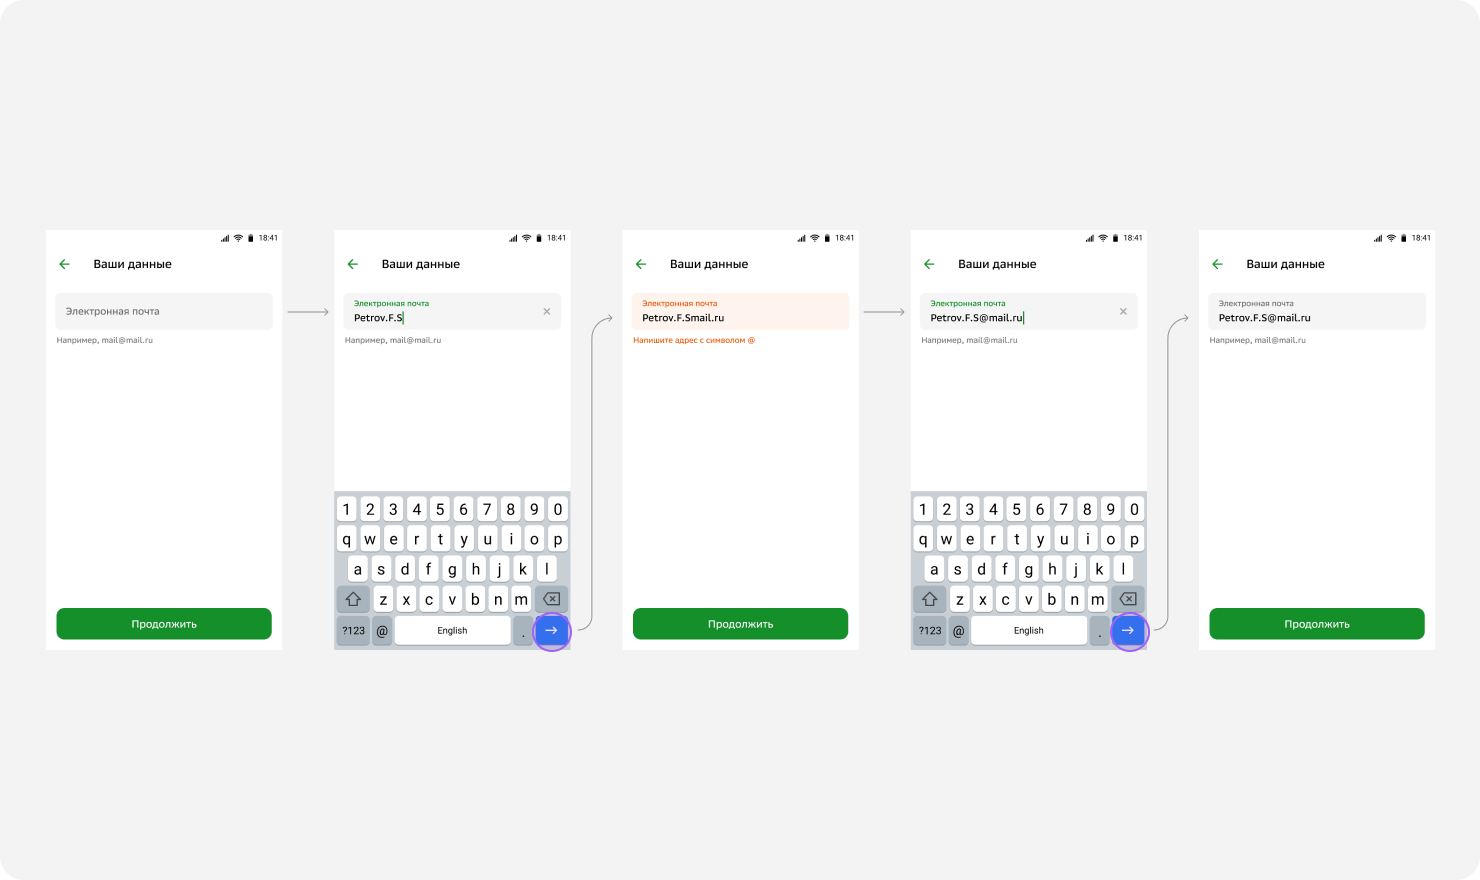 18:41
Ваши данные
Электронная почта
Например, mail@mail.ru
Продолжить
18:41
Ваши данные
Электронная почта
Petrov.F.S
Например, mail@mail.ru
1 2 3 4 5 6 7 8 9 0
q w e r t y u i o p
a s d f g h j k l
z x c v b n m
?123 @ English .
18:41
Ваши данные
Электронная почта
Petrov.F.Smail.ru
Напишите адрес с символом @
Продолжить
18:41
Ваши данные
Электронная почта
Petrov.F.S@mail.ru
Например, mail@mail.ru
1 2 3 4 5 6 7 8 9 0
q w e r t y u i o p
a s d f g h j k l
z x c v b n m
?123 @ English .
18:41
Ваши данные
Электронная почта
Petrov.F.S@mail.ru
Например, mail@mail.ru
Продолжить